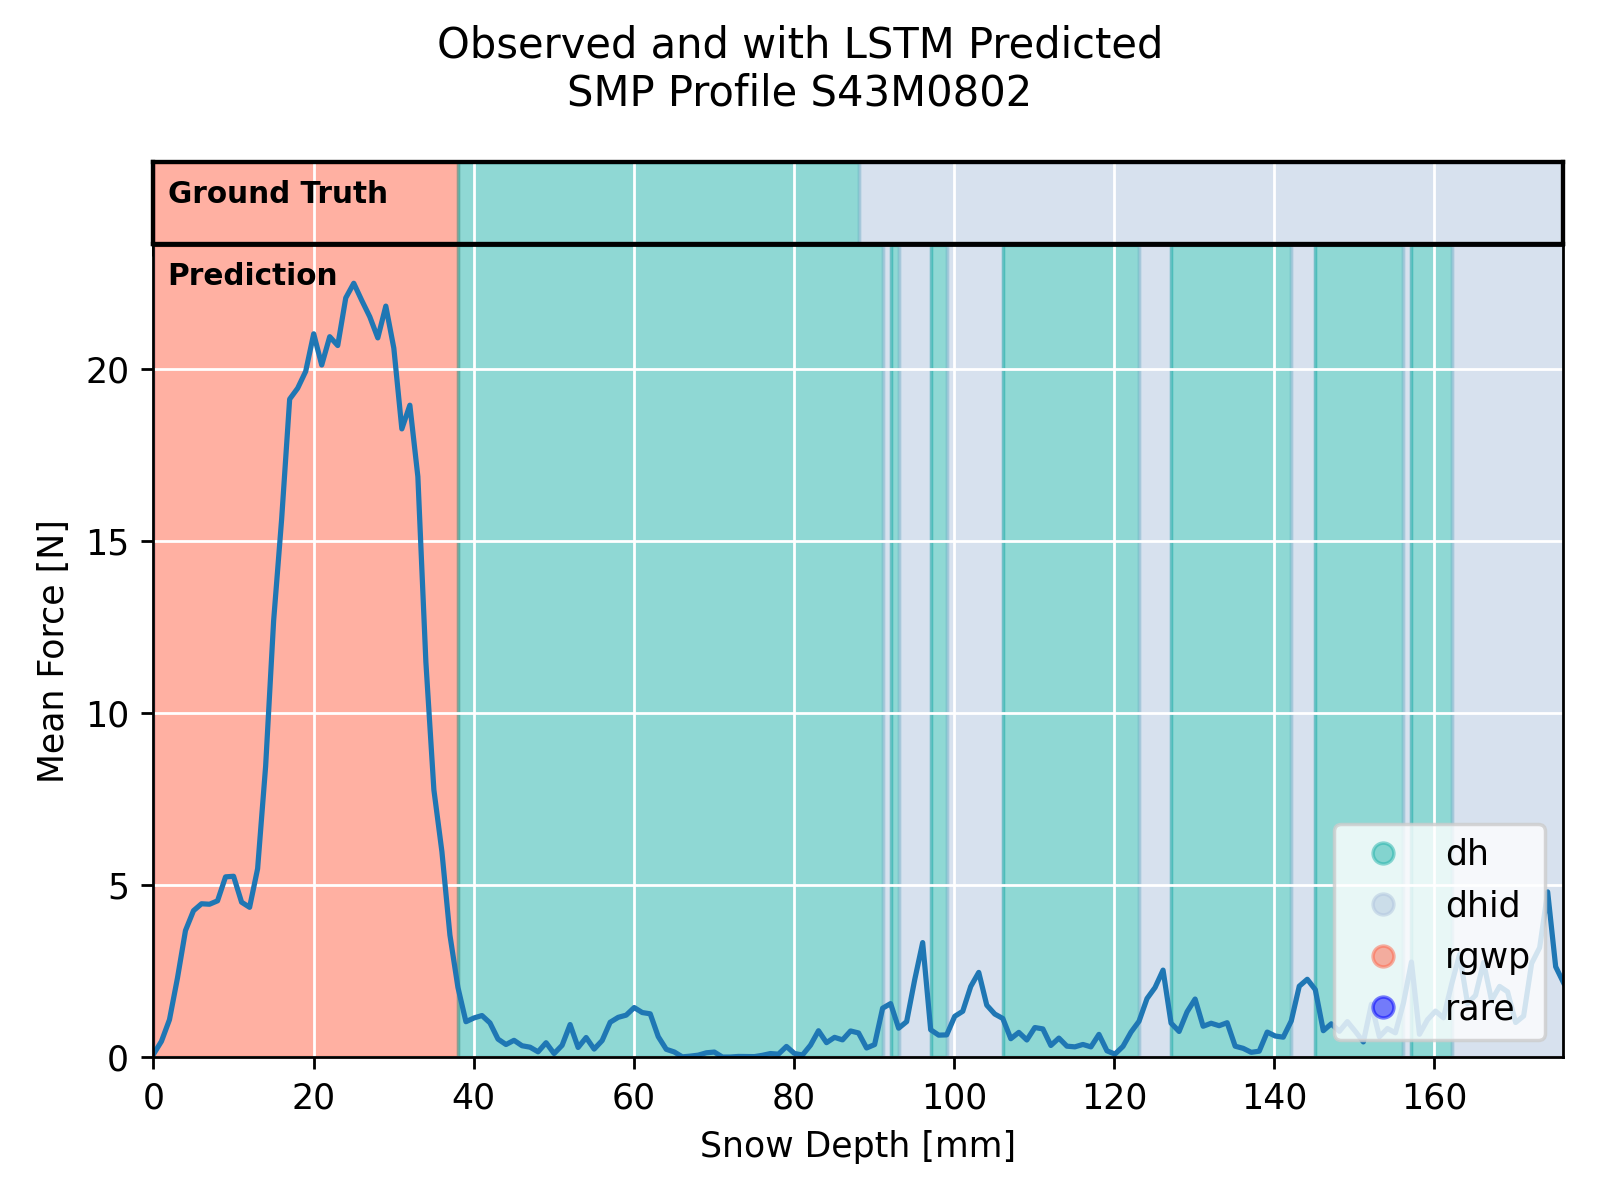 Observed and with LSTM Predicted
SMP Profile S43M0802
Ground Truth
Prediction
Mean Force [N]
20
15
10
5
0
dh
dhid
rgwp
rare
0 20 40 60 80 100 120 140 160
Snow Depth [mm]